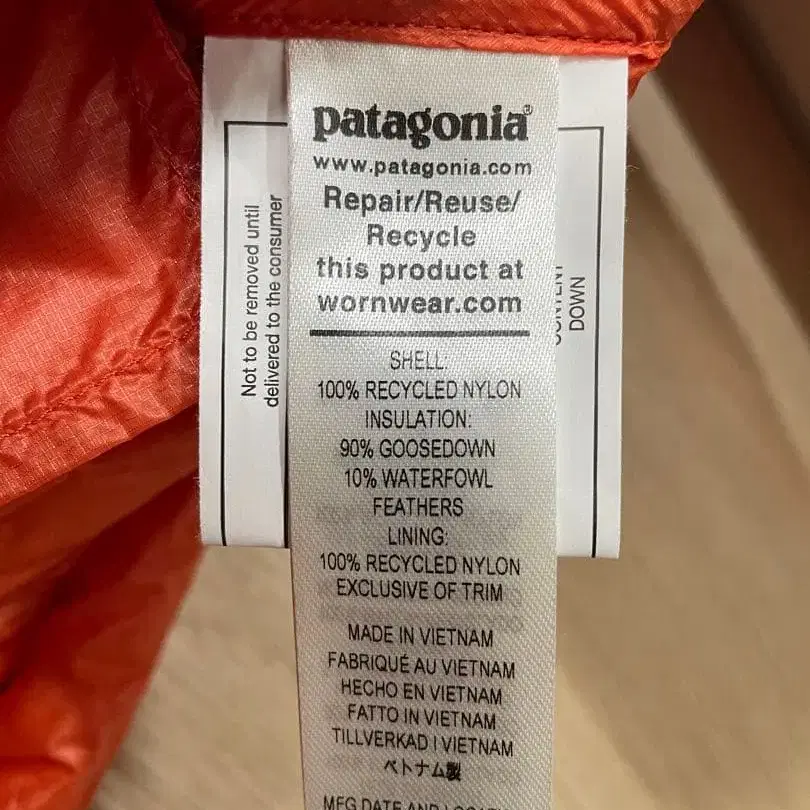 patagonia®
www.patagonia.com
Repair/Reuse/
Recycle
this product at
wornwear.com
SHELL:
100% RECYCLED NYLON
INSULATION:
90% GOOSEDOWN
10% WATERFOWL
FEATHERS
LINING:
100% RECYCLED NYLON
EXCLUSIVE OF TRIM
MADE IN VIETNAM
FABRIQUÉ AU VIETNAM
HECHO EN VIETNAM
FATTO IN VIETNAM
TILLVERKAD I VIETNAM
ベトナム製
MFG DATE AND
Not to be removed until
delivered to the consumer
DOWN